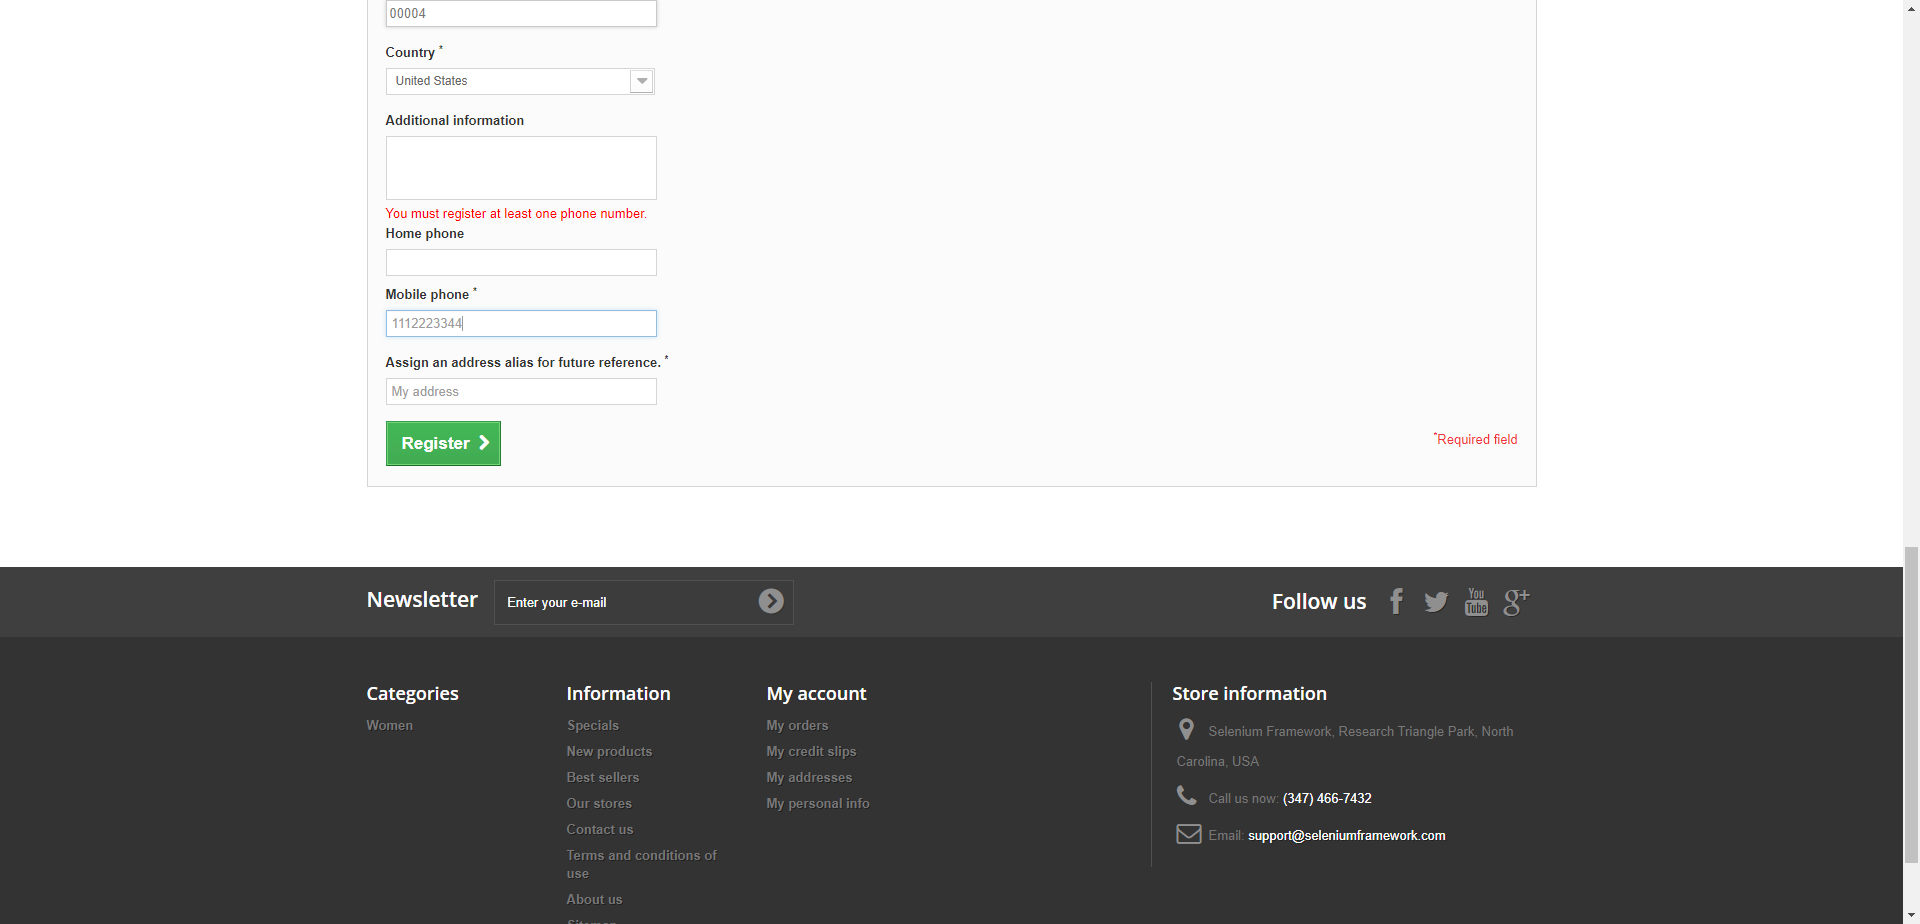 00004
Country *
United States
Additional information
You must register at least one phone number.
Home phone
Mobile phone *
1112223344
Assign an address alias for future reference. *
My address
Register
*Required field
Newsletter
Enter your e-mail
Follow us
You
Tube
g+
Categories
Women
Information
Specials
New products
Best sellers
Our stores
Contact us
Terms and conditions of
use
About us
Sitemap
My account
My orders
My credit slips
My addresses
My personal info
Store information
Selenium Framework, Research Triangle Park, North
Carolina, USA
Call us now: (347) 466-7432
Email: support@seleniumframework.com